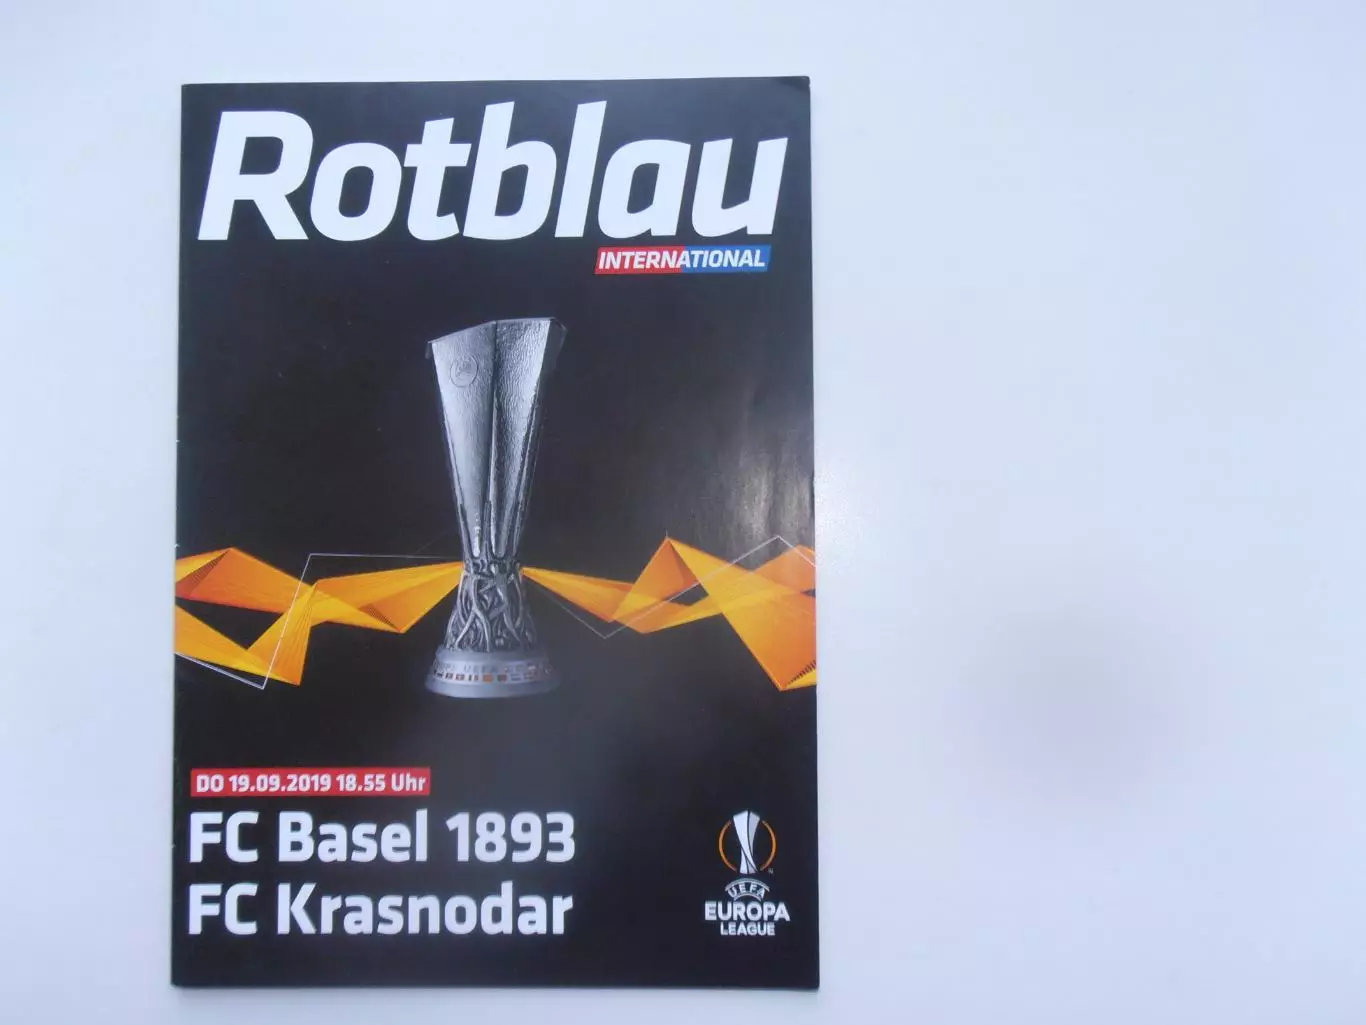 Rotblau
INTERNATIONAL
DO 19.09.2019 18.55 Uhr
FC Basel 1893
FC Krasnodar
UEFA
EUROPA
LEAGUE